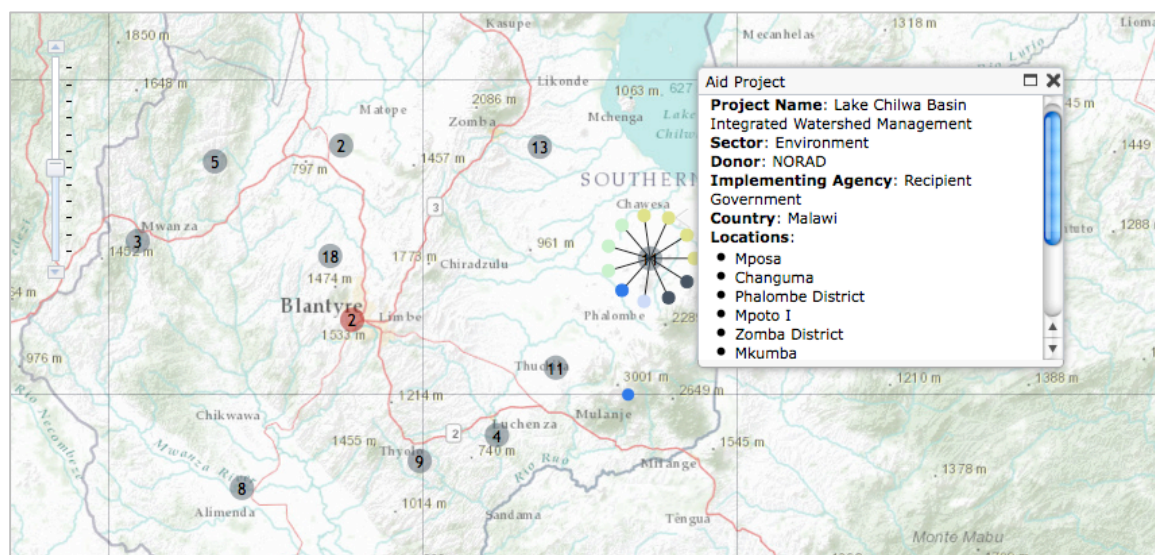 Kasupe
1318 m
Lioma
1850 m
Mecanhelas
Rio Lurio
1648 m
Likonde
1063 m
627
Matope
2086 m
Mchenga
Lake
Chilwa
Zomba
2
13
5
797 m
1457 m
SOUTHERN
Chawesa
3
Mwanza
3
1452 m
961 m
18
1474 m
1773 m
Chiradzulu
Blantyre
2
Limbe
Phalombe
1533 m
976 m
Thuchila
11
3001 m
2649 m
1214 m
Mulanje
Chikwawa
Luchenza
4
2
1455 m
Thyolo
9
740 m
Rio Ruo
1545 m
Milange
Mwanza River
8
1014 m
Alimenda
Sandama
Têngua
1378 m
Monte Mabu
1210 m
1388 m
1449
1288 m
Aid Project
Project Name: Lake Chilwa Basin
Integrated Watershed Management
Sector: Environment
Donor: NORAD
Implementing Agency: Recipient
Government
Country: Malawi
Locations:
Mposa
Changuma
Phalombe District
Mpoto I
Zomba District
Mkumba